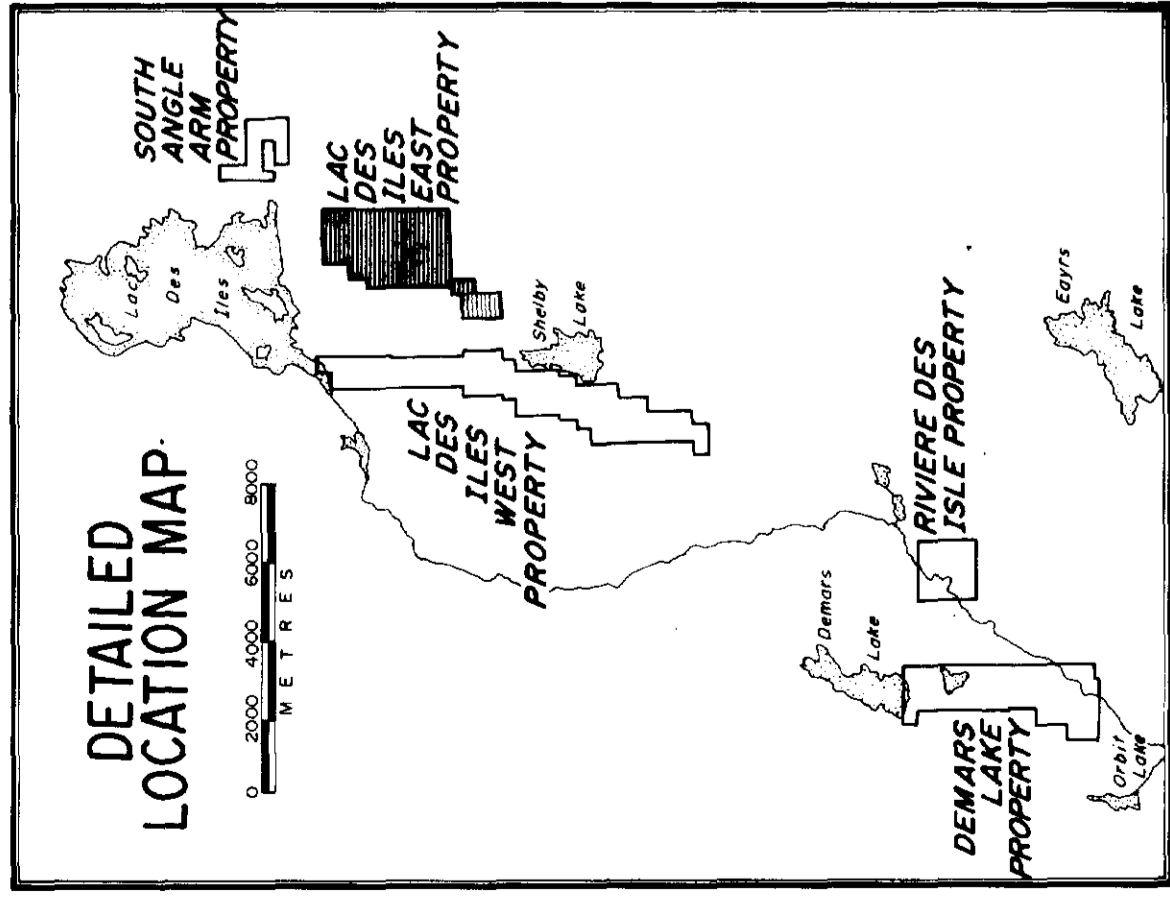 DETAILED
LOCATION MAP.
0 2000 4000 6000 8000
METRES
Lac
Des
Iles
SOUTH
ANGLE
ARM
PROPERTY
LAC
DES
ILES
EAST
PROPERTY
LAC
DES
ILES
WEST
PROPERTY
Shelby
Lake
Demars
Lake
RIVIERE DES
ISLE PROPERTY
DEMARS
LAKE
PROPERTY
Orbit
Lake
Eayrs
Lake